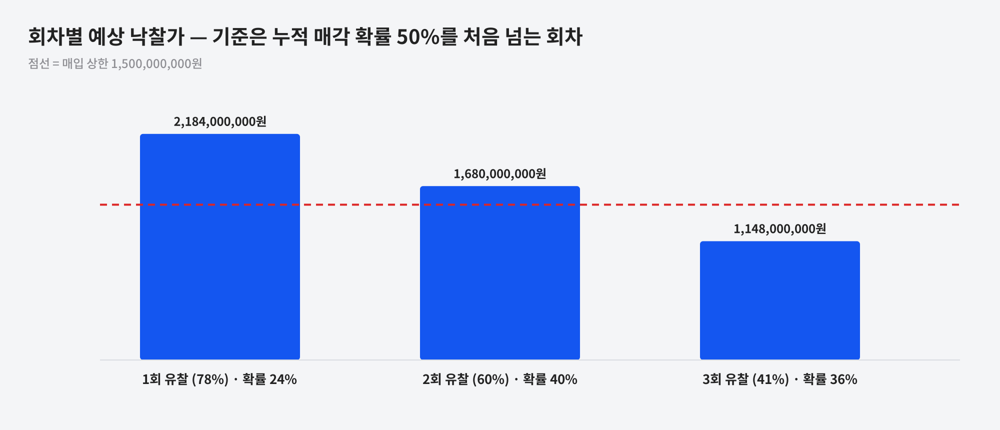 회차별 예상 낙찰가 — 기준은 누적 매각 확률 50%를 처음 넘는 회차
점선 = 매입 상한 1,500,000,000원
2,184,000,000원
1,680,000,000원
1,148,000,000원
1회 유찰 (78%) · 확률 24%
2회 유찰 (60%) · 확률 40%
3회 유찰 (41%) · 확률 36%